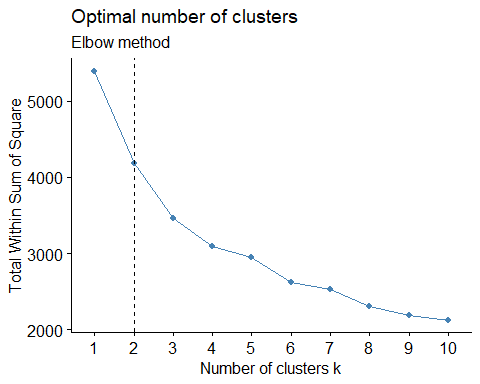 Optimal number of clusters
Elbow method
Total Within Sum of Square
5000
4000
3000
2000
1 2 3 4 5 6 7 8 9 10
Number of clusters k